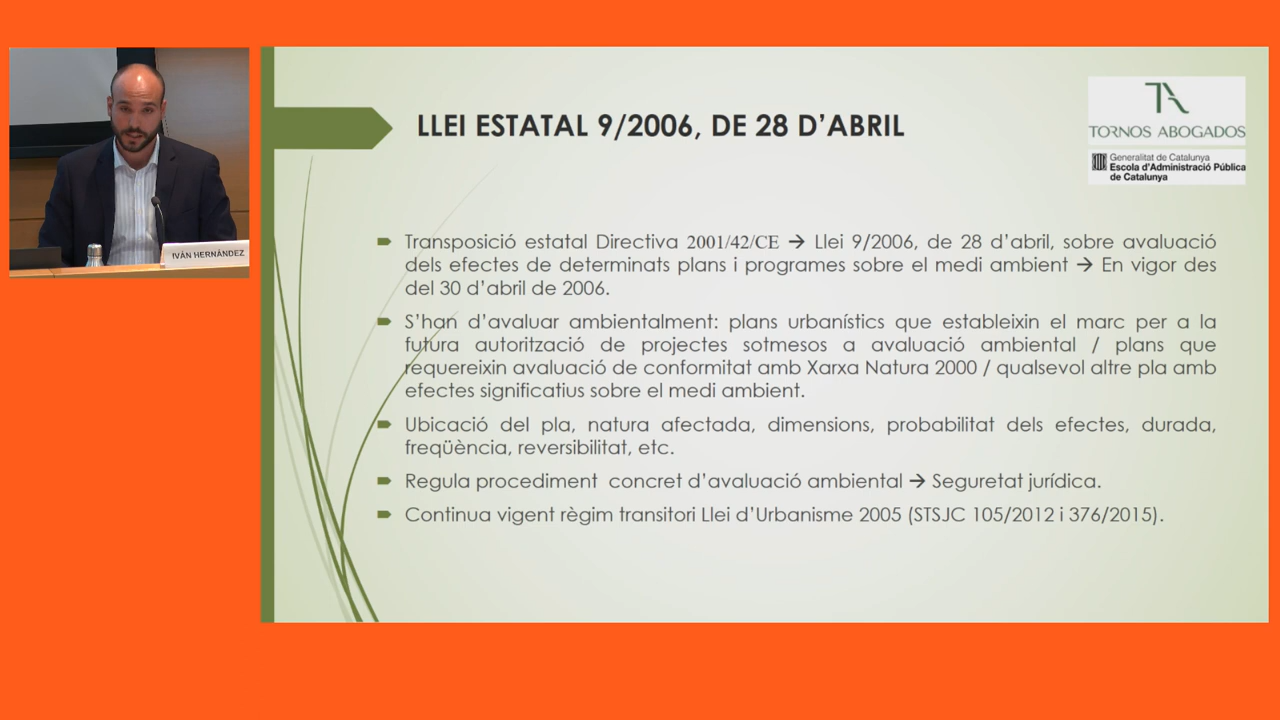 IVÁN HERNÁNDEZ
LLEI ESTATAL 9/2006, DE 28 D’ABRIL
TORNOS ABOGADOS
Generalitat de Catalunya
Escola d'Administració Pública
de Catalunya
Transposició estatal Directiva 2001/42/CE → Llei 9/2006, de 28 d’abril, sobre avaluació
dels efectes de determinats plans i programes sobre el medi ambient → En vigor des
del 30 d’abril de 2006.
S’han d’avaluar ambientalment: plans urbanístics que estableixin el marc per a la
futura autorització de projectes sotmesos a avaluació ambiental / plans que
requereixin avaluació de conformitat amb Xarxa Natura 2000 / qualsevol altre pla amb
efectes significatius sobre el medi ambient.
Ubicació del pla, natura afectada, dimensions, probabilitat dels efectes, durada,
freqüència, reversibilitat, etc.
Regula procediment concret d’avaluació ambiental → Seguretat jurídica.
Continua vigent règim transitori Llei d’Urbanisme 2005 (STSJC 105/2012 i 376/2015).